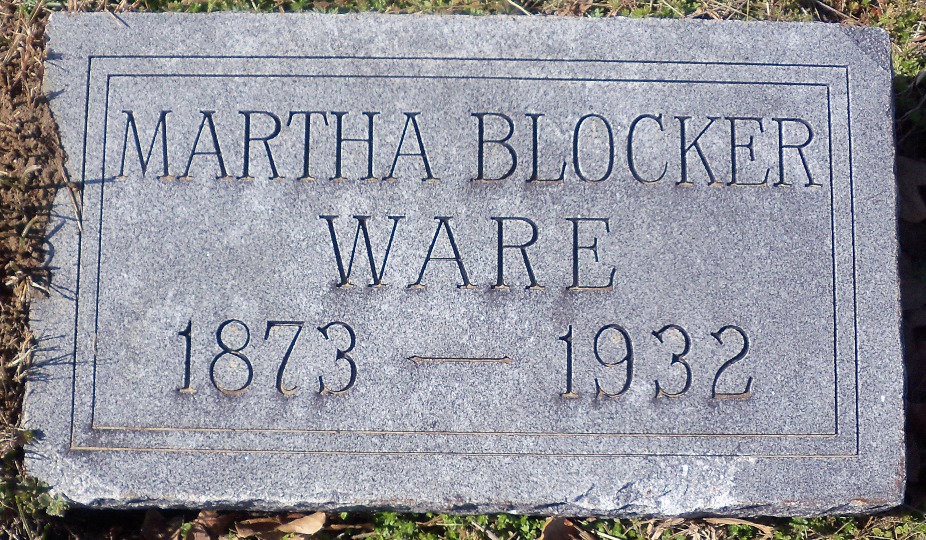 MARTHA BLOCKER
WARE
1873 — 1932